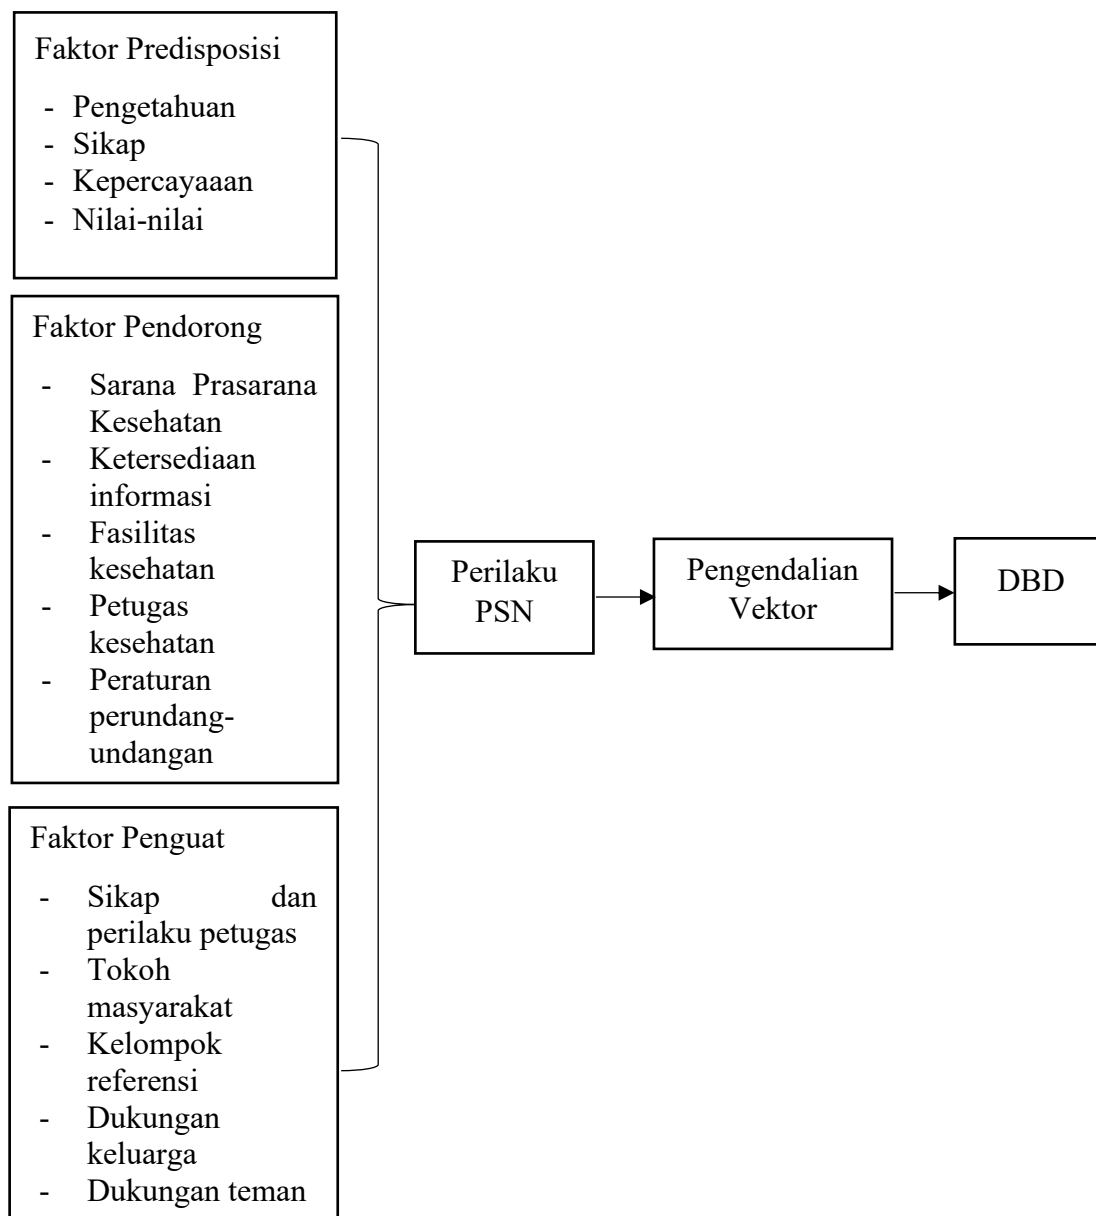 Faktor Predisposisi
- Pengetahuan
- Sikap
- Kepercayaaan
- Nilai-nilai
Faktor Pendorong
- Sarana Prasarana
Kesehatan
- Ketersediaan
informasi
- Fasilitas
kesehatan
- Petugas
kesehatan
- Peraturan
perundang-
undangan
Faktor Penguat
- Sikap dan
perilaku petugas
- Tokoh
masyarakat
- Kelompok
referensi
- Dukungan
keluarga
- Dukungan teman
Perilaku
PSN
Pengendalian
Vektor
DBD